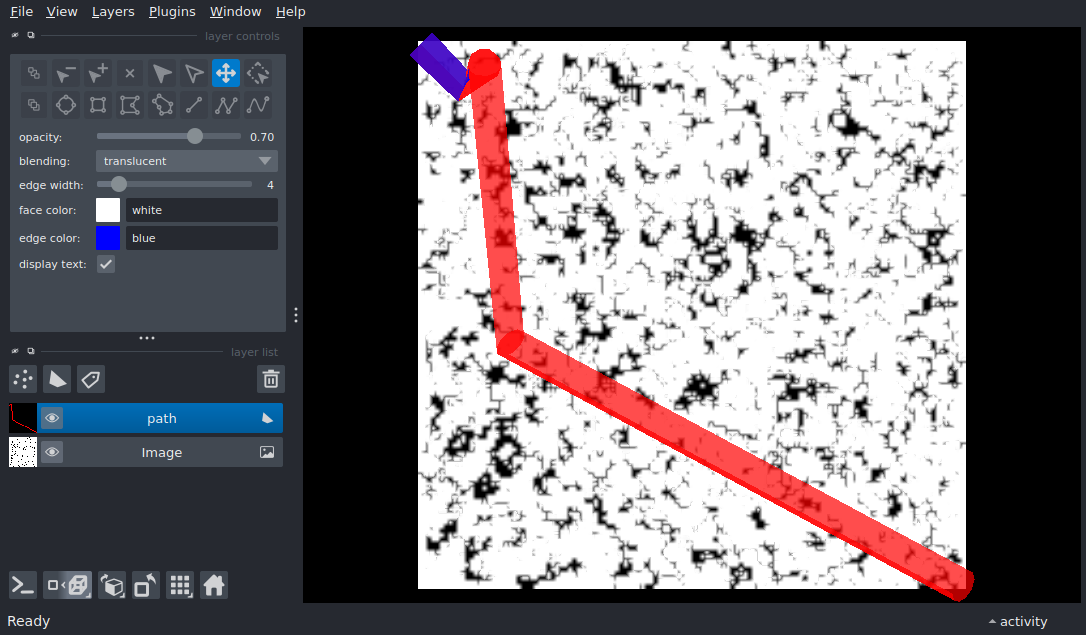 File View Layers Plugins Window Help
layer controls
opacity: 0.70
blending: translucent
edge width: 4
face color: white
edge color: blue
display text:
layer list
path
Image
Ready
activity